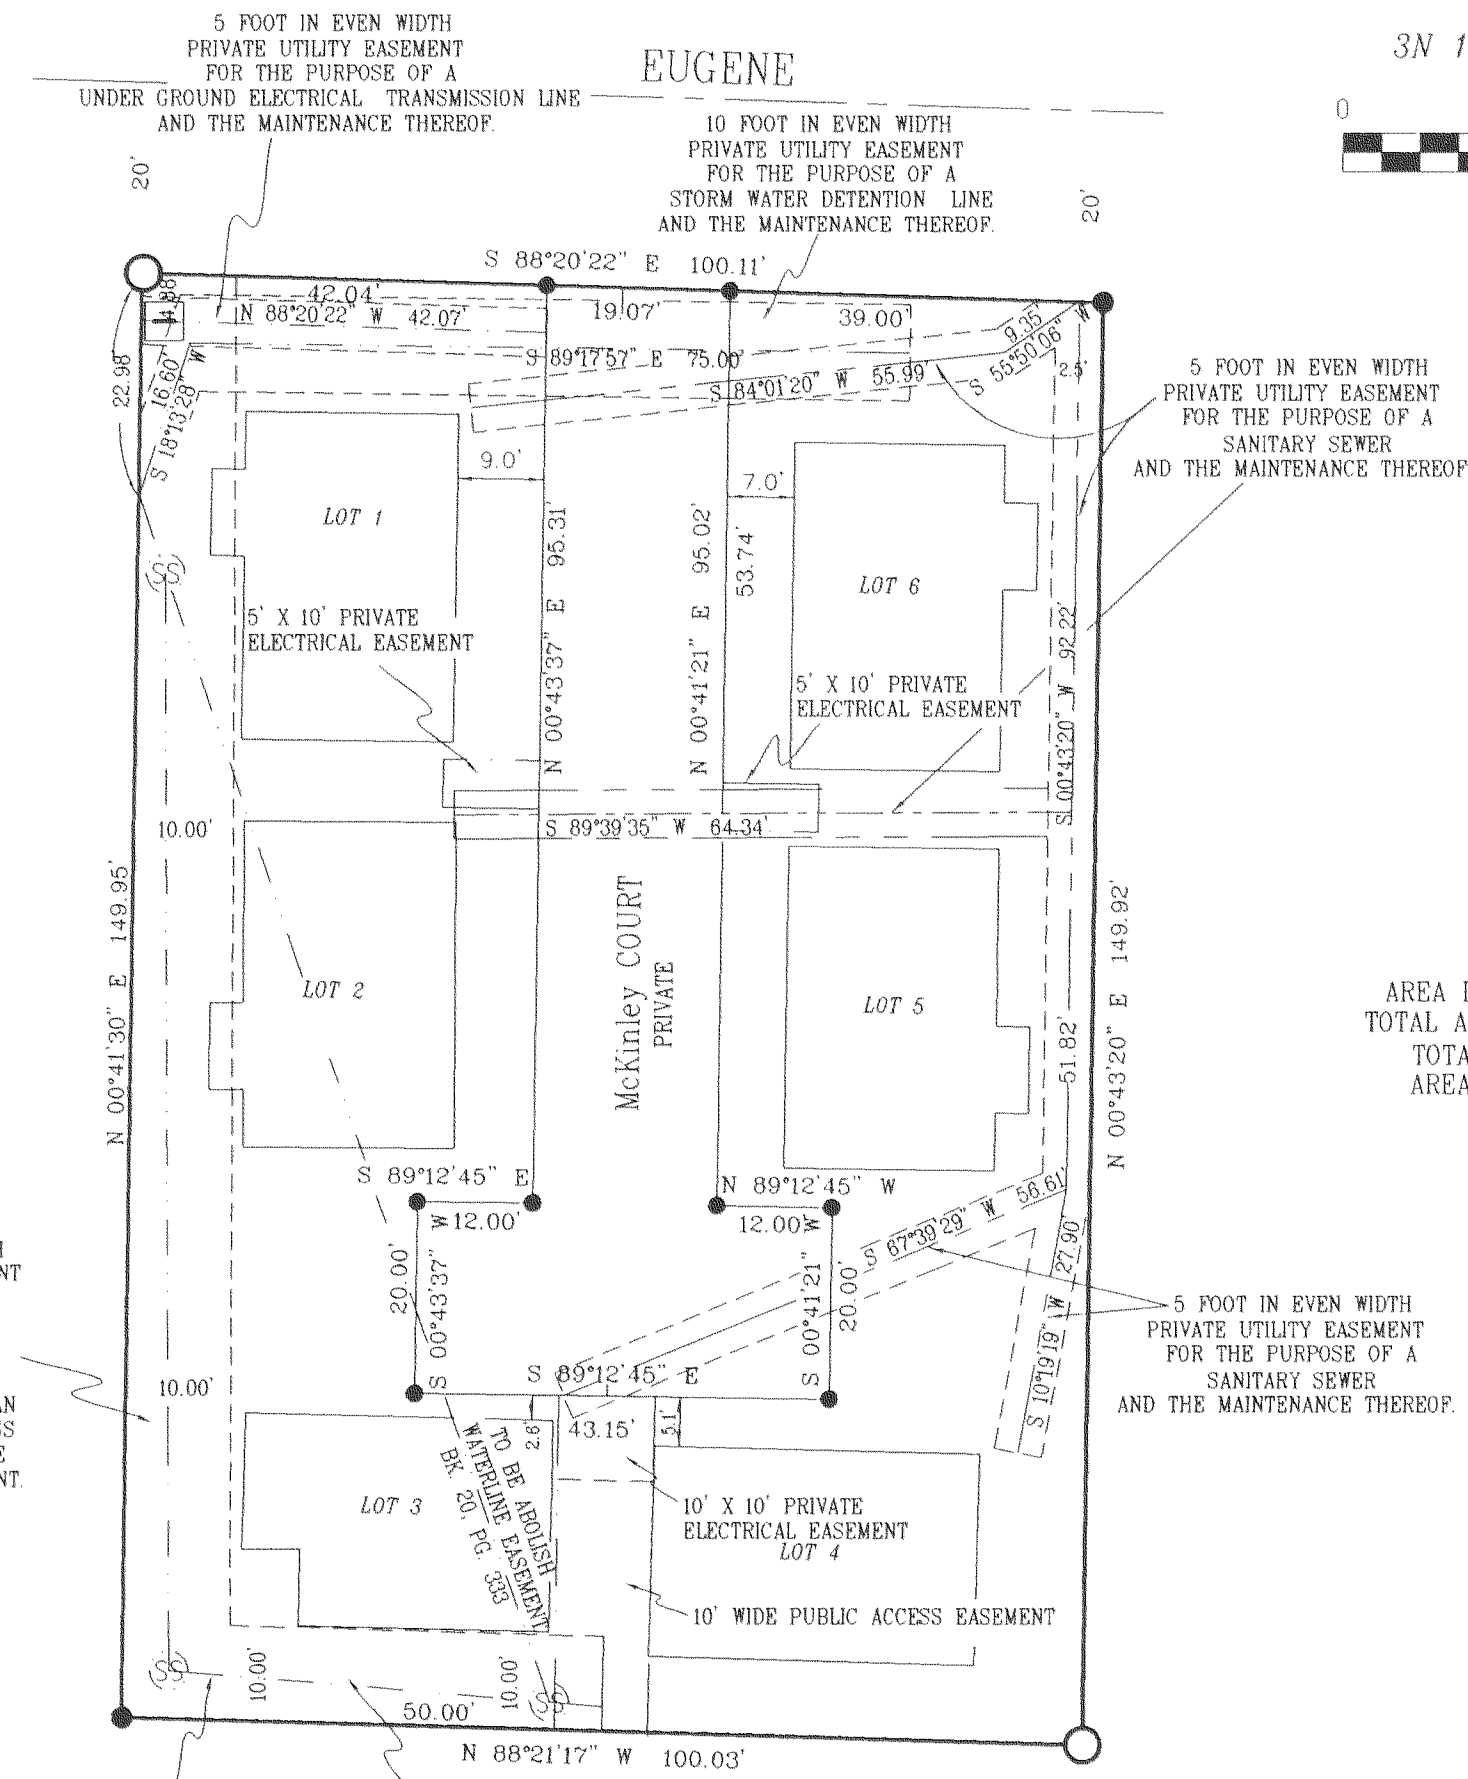 5 FOOT IN EVEN WIDTH
PRIVATE UTILITY EASEMENT
FOR THE PURPOSE OF A
UNDER GROUND ELECTRICAL TRANSMISSION LINE
AND THE MAINTENANCE THEREOF.
EUGENE
3N 1
0
10 FOOT IN EVEN WIDTH
PRIVATE UTILITY EASEMENT
FOR THE PURPOSE OF A
STORM WATER DETENTION LINE
AND THE MAINTENANCE THEREOF.
20'
20'
S 88°20'22" E 100.11'
42.04'
19.07'
39.00'
N 88°20'22" W 42.07'
S 89°17'57" E 75.00'
S 84°01'20" W 55.99'
9.35'
S 55°50'06" W
2.5'
22.98'
16.60'
S 18°13'28" W
5 FOOT IN EVEN WIDTH
PRIVATE UTILITY EASEMENT
FOR THE PURPOSE OF A
SANITARY SEWER
AND THE MAINTENANCE THEREOF
9.0'
7.0'
LOT 1
LOT 6
N 00°43'37" E 95.31'
N 00°41'21" E 95.02'
53.74'
(SS)
5' X 10' PRIVATE
ELECTRICAL EASEMENT
5' X 10' PRIVATE
ELECTRICAL EASEMENT
S 00°43'20" W 92.22'
10.00'
S 89°39'35" W 64.34'
N 00°41'30" E 149.95'
McKinley COURT
PRIVATE
LOT 2
LOT 5
51.82'
N 00°43'20" E 149.92'
AREA
TOTAL A
TOTA
AREA
S 89°12'45" E
12.00'
N 89°12'45" W
12.00'
S 67°39'29" W 56.61'
27.90'
S 10°19'19" W
20.00'
S 00°43'37" W
S 00°41'21" W
20.00'
5 FOOT IN EVEN WIDTH
PRIVATE UTILITY EASEMENT
FOR THE PURPOSE OF A
SANITARY SEWER
AND THE MAINTENANCE THEREOF.
H
NT
AN
SS
E
NT.
10.00'
S 89°12'45" E
43.15'
2.6'
5.1'
TO BE ABOLISH
WATERLINE EASEMENT
BK. 20, PG. 333
LOT 3
10' X 10' PRIVATE
ELECTRICAL EASEMENT
LOT 4
10' WIDE PUBLIC ACCESS EASEMENT
(SS)
10.00'
10.00'
(SS)
50.00'
N 88°21'17" W 100.03'